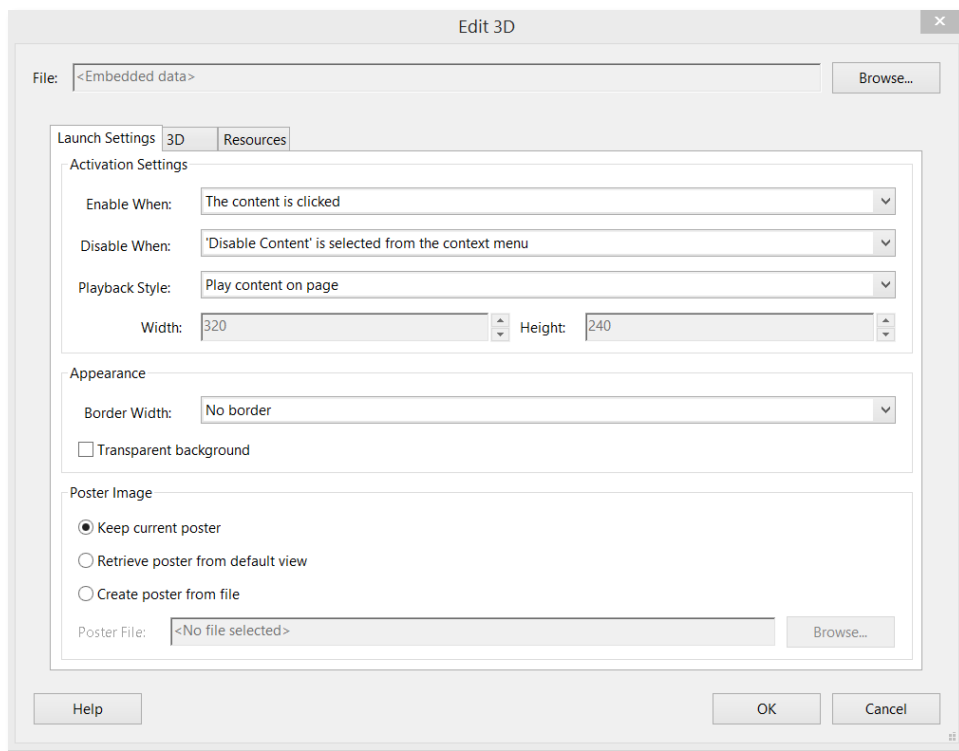 Edit 3D
File: <Embedded data> Browse...
Launch Settings 3D Resources
Activation Settings
Enable When: The content is clicked
Disable When: 'Disable Content' is selected from the context menu
Playback Style: Play content on page
Width: 320 Height: 240
Appearance
Border Width: No border
Transparent background
Poster Image
Keep current poster
Retrieve poster from default view
Create poster from file
Poster File: <No file selected> Browse...
Help OK Cancel